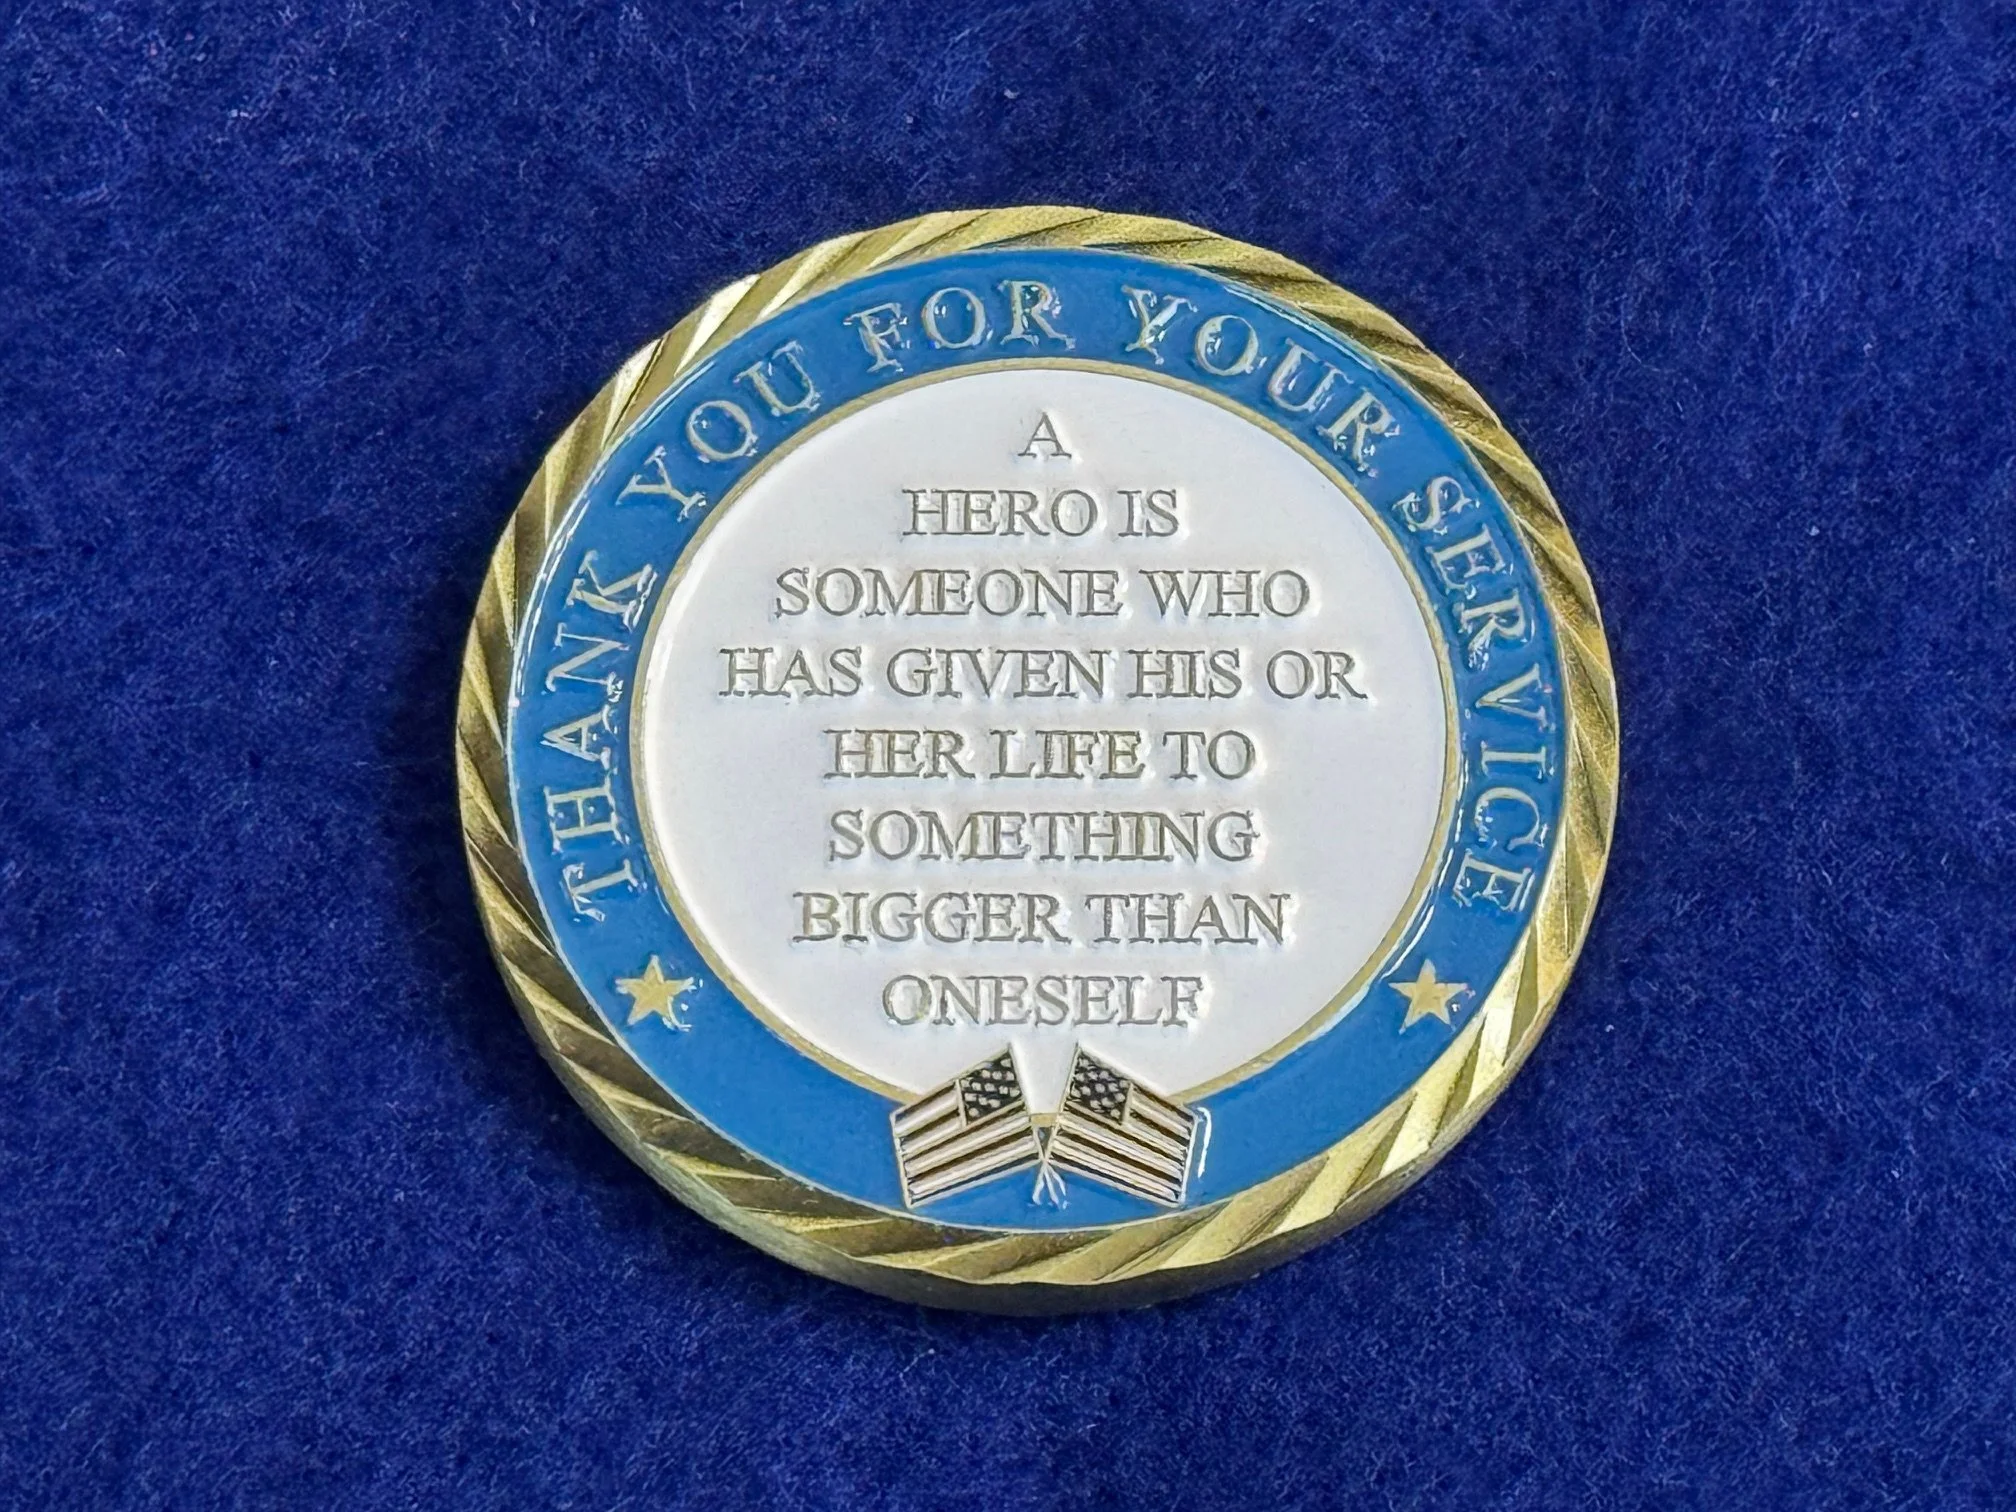 THANK YOU FOR YOUR SERVICE
A
HERO IS
SOMEONE WHO
HAS GIVEN HIS OR
HER LIFE TO
SOMETHING
BIGGER THAN
ONESELF